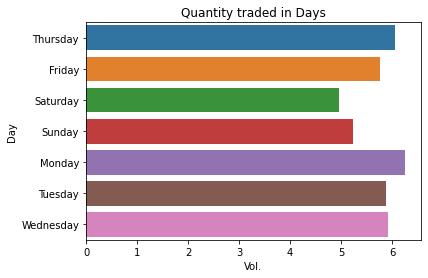 Quantity traded in Days
Thursday
Friday
Saturday
Sunday
Monday
Tuesday
Wednesday
Day
0 1 2 3 4 5 6
Vol.